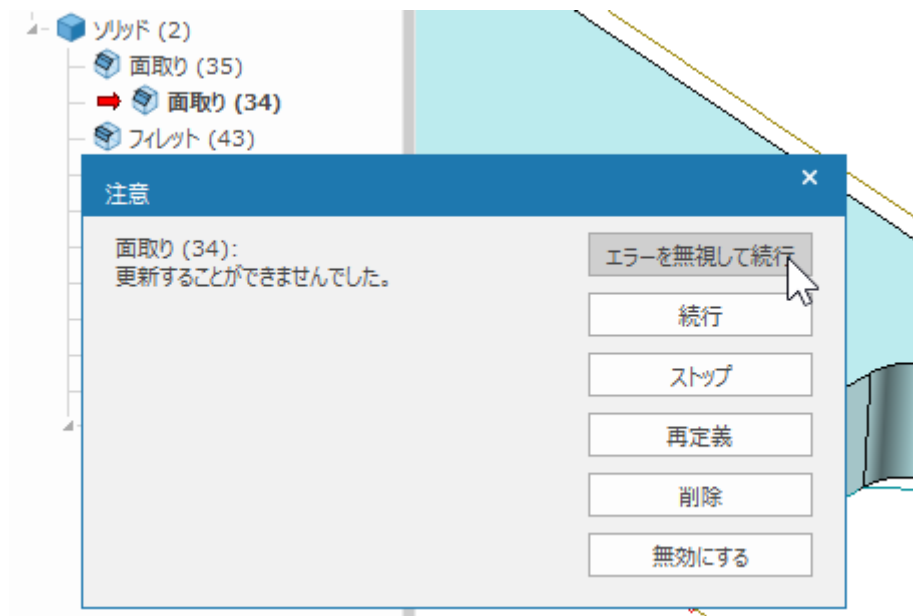 ソリッド (2)
面取り (35)
面取り (34)
フィレット (43)
注意
面取り (34):
更新することができませんでした。
エラーを無視して続行
続行
ストップ
再定義
削除
無効にする